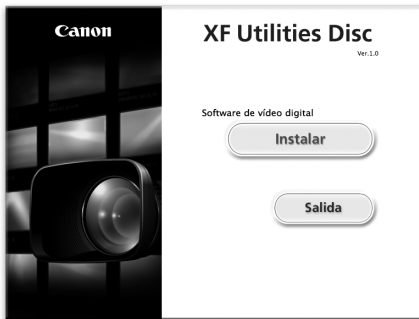 Canon
XF Utilities Disc
Ver.1.0
Software de vídeo digital
Instalar
Salida